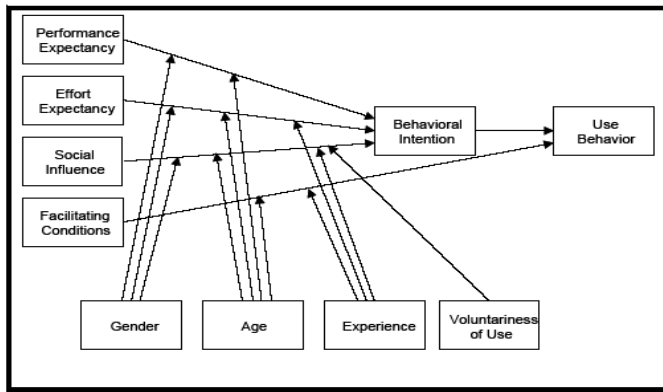 Performance
Expectancy
Effort
Expectancy
Social
Influence
Facilitating
Conditions
Behavioral
Intention
Use
Behavior
Gender
Age
Experience
Voluntariness
of Use